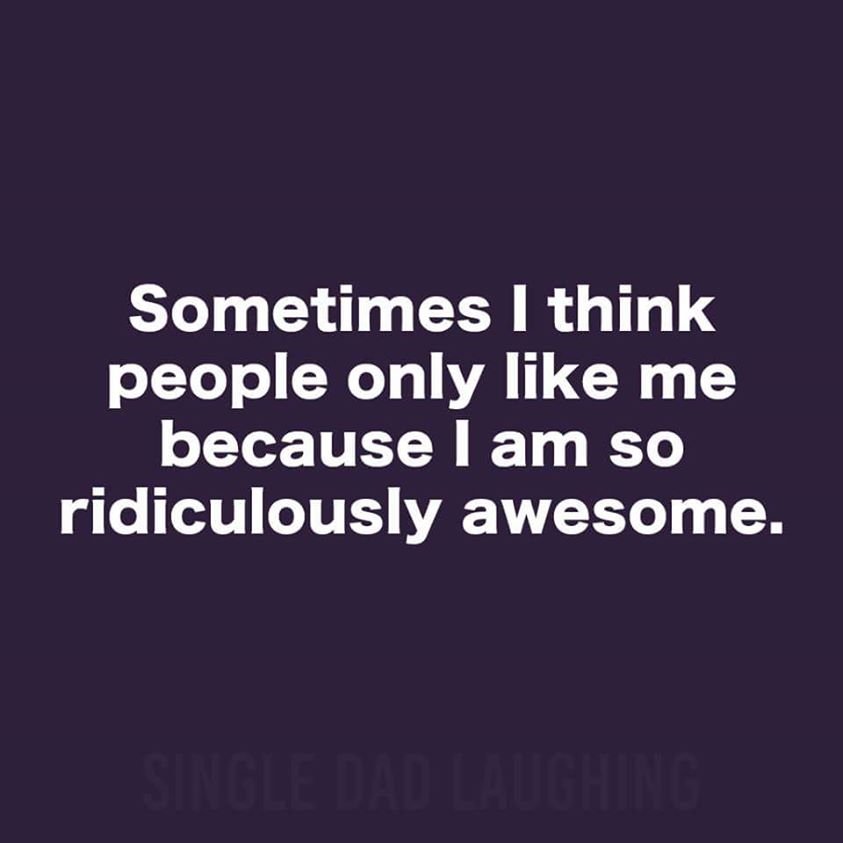 Sometimes I think
people only like me
because I am so
ridiculously awesome.
SINGLE DAD LAUGHING